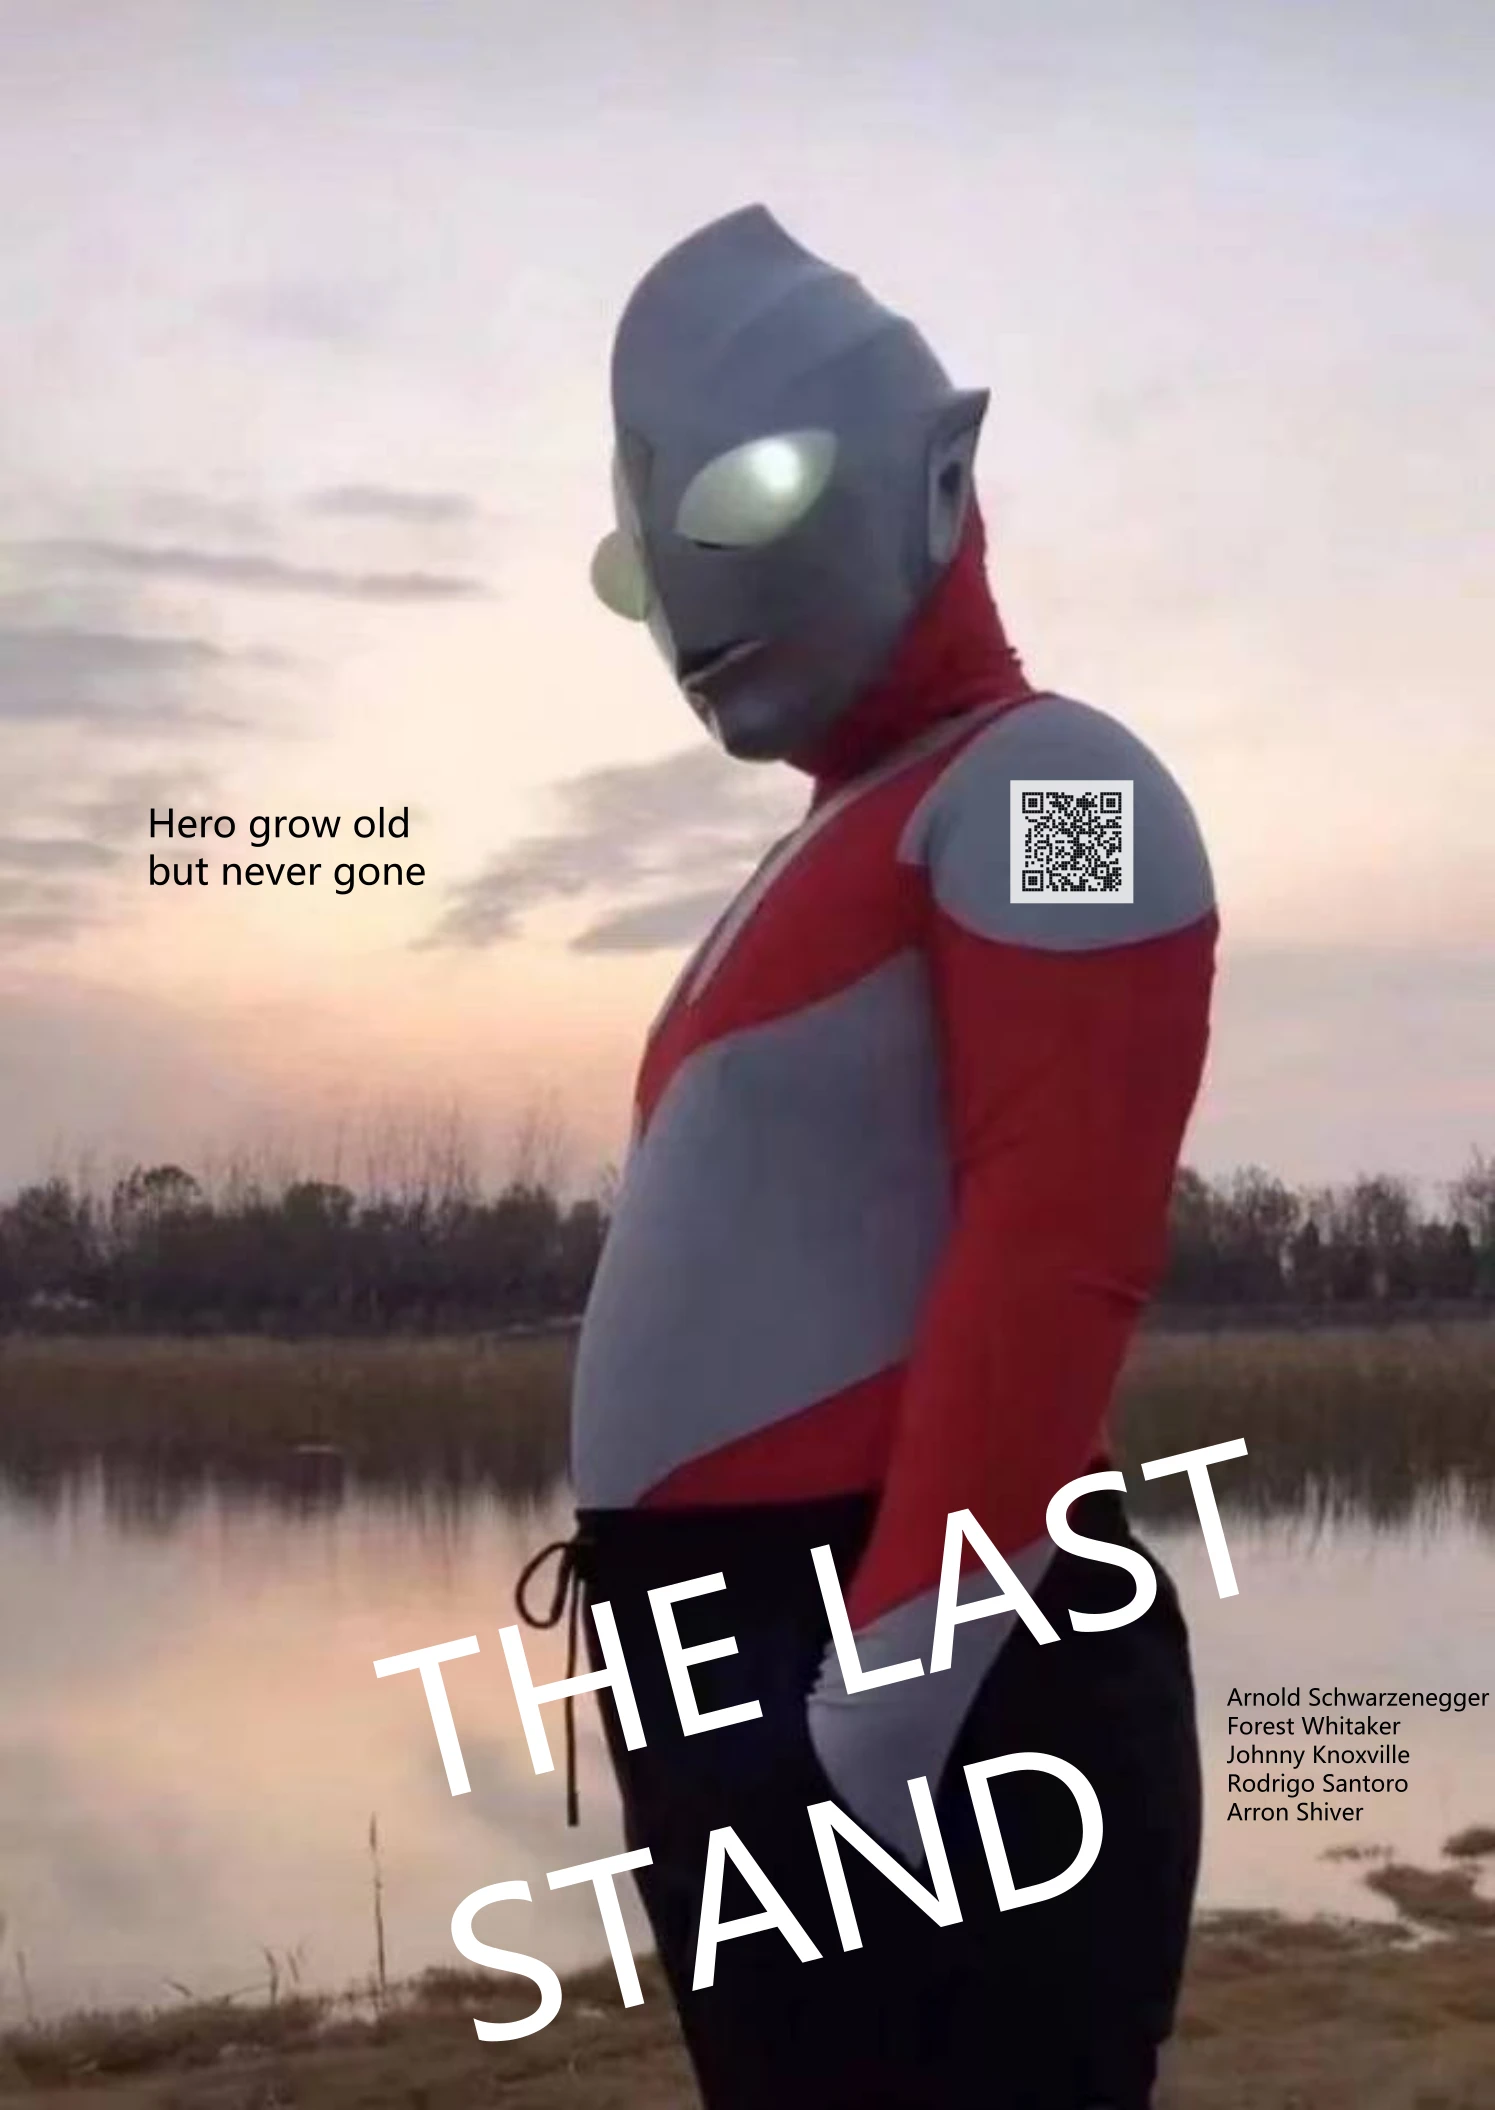 Hero grow old
but never gone
THE LAST
STAND
Arnold Schwarzenegger
Forest Whitaker
Johnny Knoxville
Rodrigo Santoro
Arron Shiver